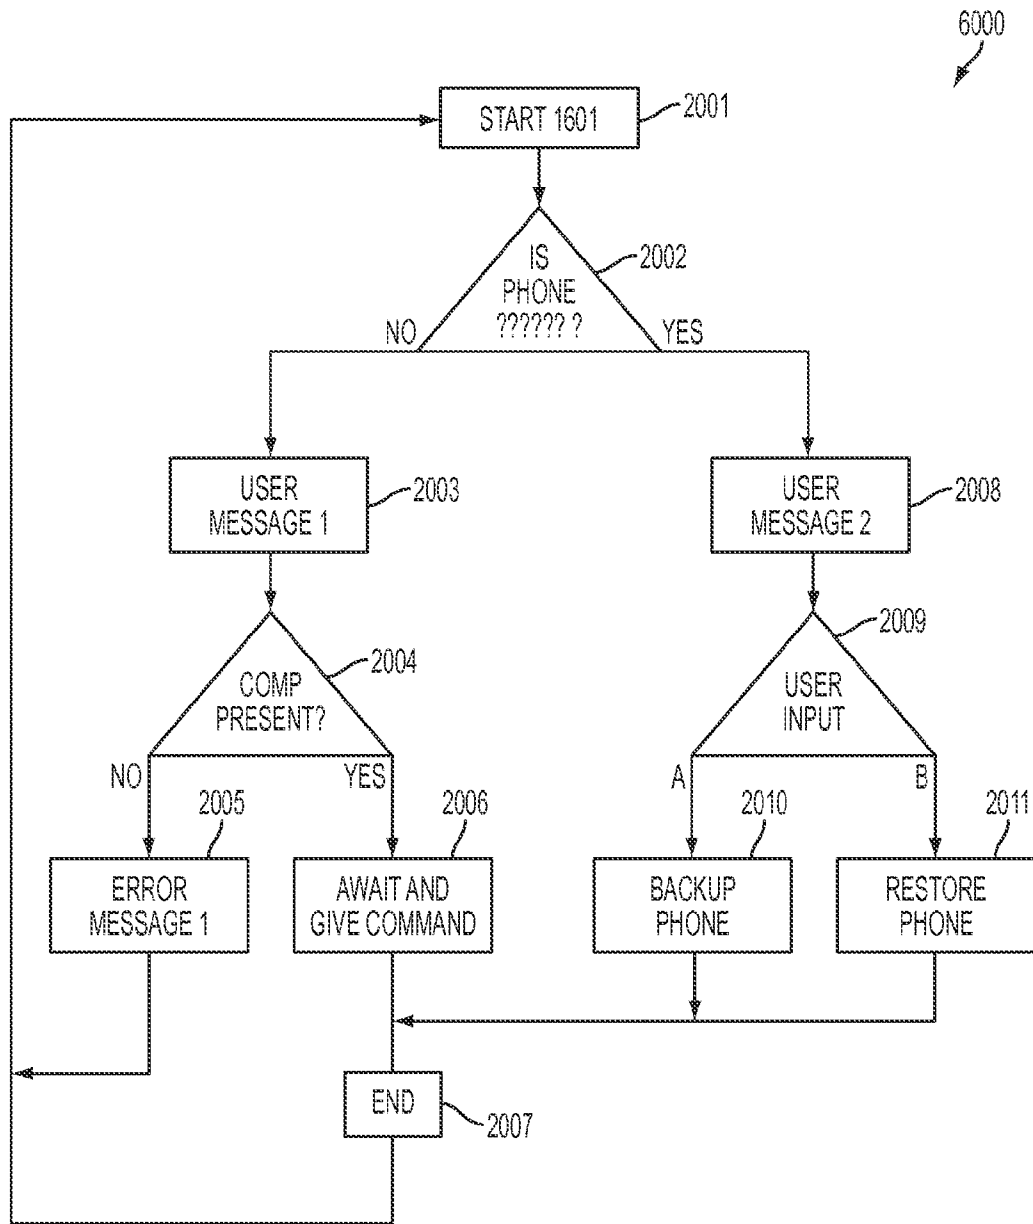 6000
START 1601
2001
IS
PHONE
?????? ?
2002
NO
YES
USER
MESSAGE 1
2003
USER
MESSAGE 2
2008
COMP
PRESENT?
2004
USER
INPUT
2009
NO
YES
A
B
2005
2006
2010
2011
ERROR
MESSAGE 1
AWAIT AND
GIVE COMMAND
BACKUP
PHONE
RESTORE
PHONE
END
2007